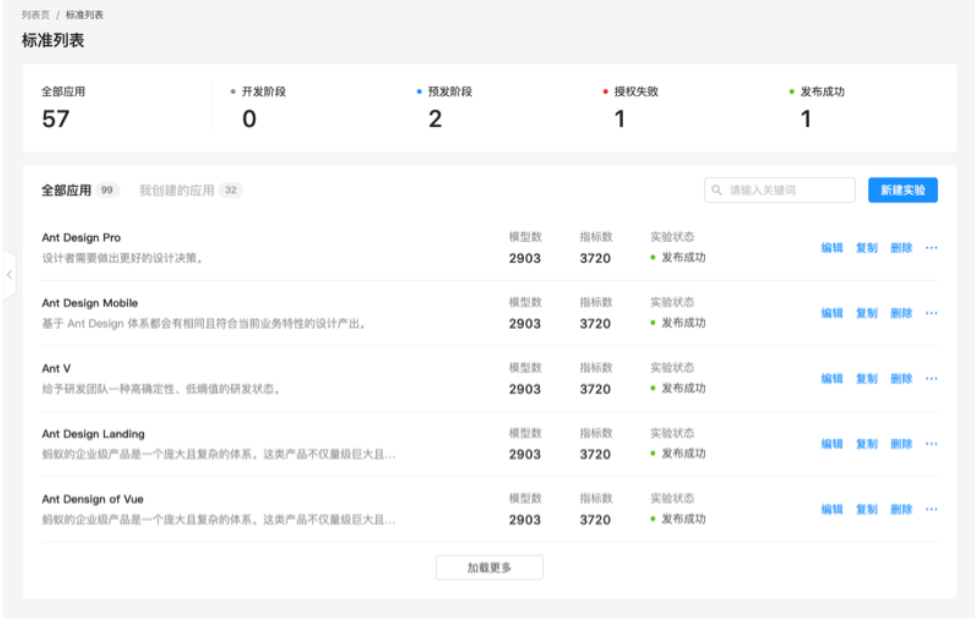 列表页 / 标准列表
标准列表
全部应用 开发阶段 预发阶段 授权失败 发布成功
57 0 2 1 1
全部应用 99 我创建的应用 32 请输入关键词 新建实验
Ant Design Pro 模型数 指标数 实验状态
设计者需要做出更好的设计决策。 2903 3720 发布成功 编辑 复制 删除 ···
Ant Design Mobile 模型数 指标数 实验状态
基于 Ant Design 体系都会有相同且符合当前业务特性的设计产出。 2903 3720 发布成功 编辑 复制 删除 ···
Ant V 模型数 指标数 实验状态
给予研发团队一种高确定性、低熵值的研发状态。 2903 3720 发布成功 编辑 复制 删除 ···
Ant Design Landing 模型数 指标数 实验状态
蚂蚁的企业级产品是一个庞大且复杂的体系。这类产品不仅量级巨大且... 2903 3720 发布成功 编辑 复制 删除 ···
Ant Densign of Vue 模型数 指标数 实验状态
蚂蚁的企业级产品是一个庞大且复杂的体系。这类产品不仅量级巨大且... 2903 3720 发布成功 编辑 复制 删除 ···
加载更多